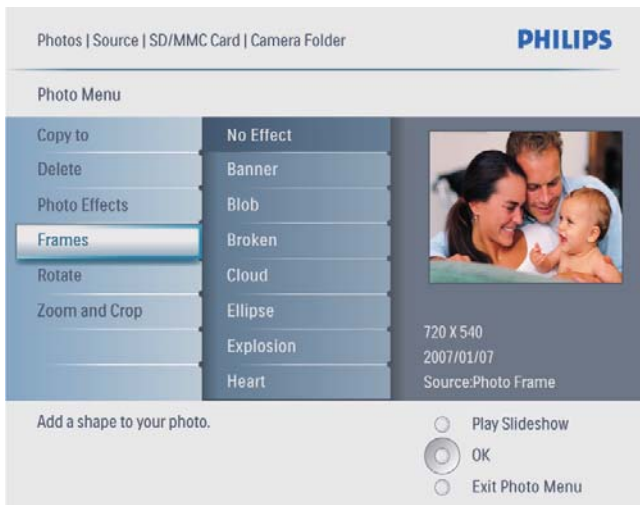 Photos | Source | SD/MMC Card | Camera Folder
PHILIPS
Photo Menu
Copy to
Delete
Photo Effects
Frames
Rotate
Zoom and Crop
No Effect
Banner
Blob
Broken
Cloud
Ellipse
Explosion
Heart
720 X 540
2007/01/07
Source:Photo Frame
Add a shape to your photo.
Play Slideshow
OK
Exit Photo Menu